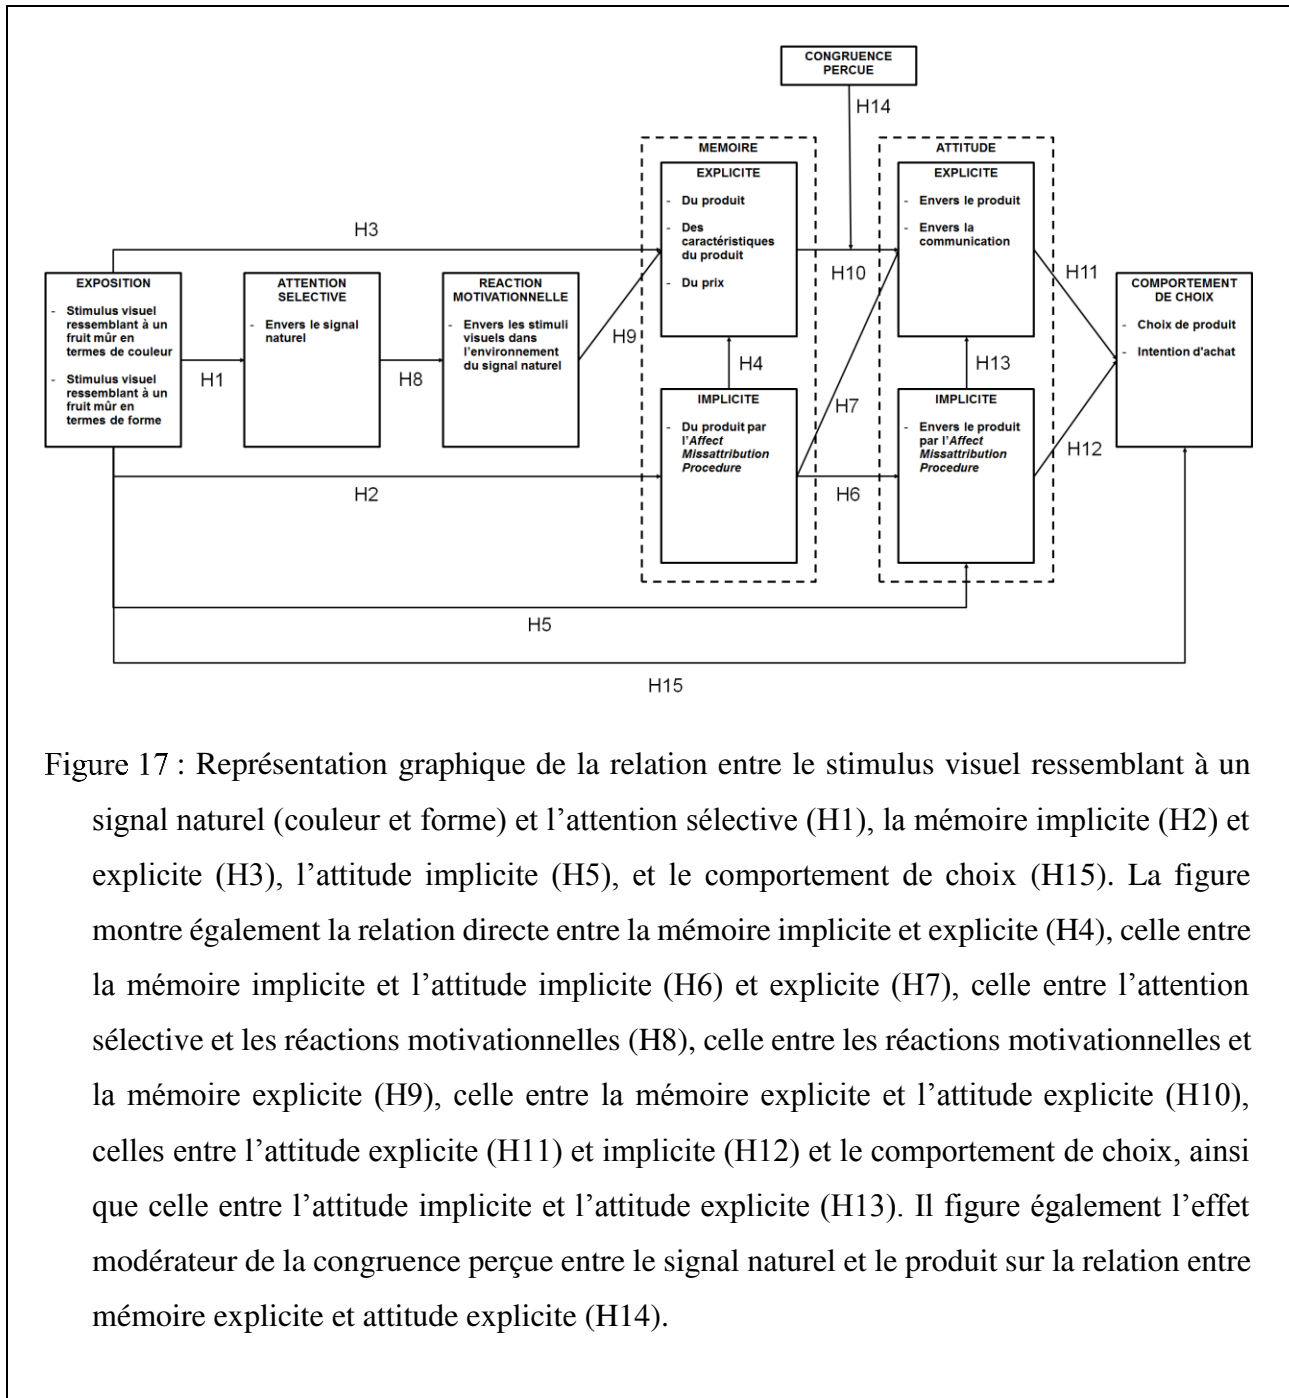 CONGRUENCE
PERCUE
H14
MEMOIRE
EXPLICITE
- Du produit
- Des
caractéristiques
du produit
- Du prix
ATTITUDE
EXPLICITE
- Envers le produit
- Envers la
communication
H3
H10
H11
EXPOSITION
- Stimulus visuel
ressemblant à un
fruit mûr en
termes de couleur
- Stimulus visuel
ressemblant à un
fruit mûr en
termes de forme
H1
ATTENTION
SELECTIVE
- Envers le signal
naturel
H8
REACTION
MOTIVATIONNELLE
- Envers les stimuli
visuels dans
l'environnement
du signal naturel
H9
COMPORTEMENT
DE CHOIX
- Choix de produit
- Intention d'achat
H4
H7
H13
IMPLICITE
- Du produit par
l'Affect
Missattribution
Procedure
IMPLICITE
- Envers le produit
par l'Affect
Missattribution
Procedure
H12
H2
H6
H5
H15
Figure 17 : Représentation graphique de la relation entre le stimulus visuel ressemblant à un
signal naturel (couleur et forme) et l’attention sélective (H1), la mémoire implicite (H2) et
explicite (H3), l’attitude implicite (H5), et le comportement de choix (H15). La figure
montre également la relation directe entre la mémoire implicite et explicite (H4), celle entre
la mémoire implicite et l’attitude implicite (H6) et explicite (H7), celle entre l’attention
sélective et les réactions motivationnelles (H8), celle entre les réactions motivationnelles et
la mémoire explicite (H9), celle entre la mémoire explicite et l’attitude explicite (H10),
celles entre l’attitude explicite (H11) et implicite (H12) et le comportement de choix, ainsi
que celle entre l’attitude implicite et l’attitude explicite (H13). Il figure également l’effet
modérateur de la congruence perçue entre le signal naturel et le produit sur la relation entre
mémoire explicite et attitude explicite (H14).